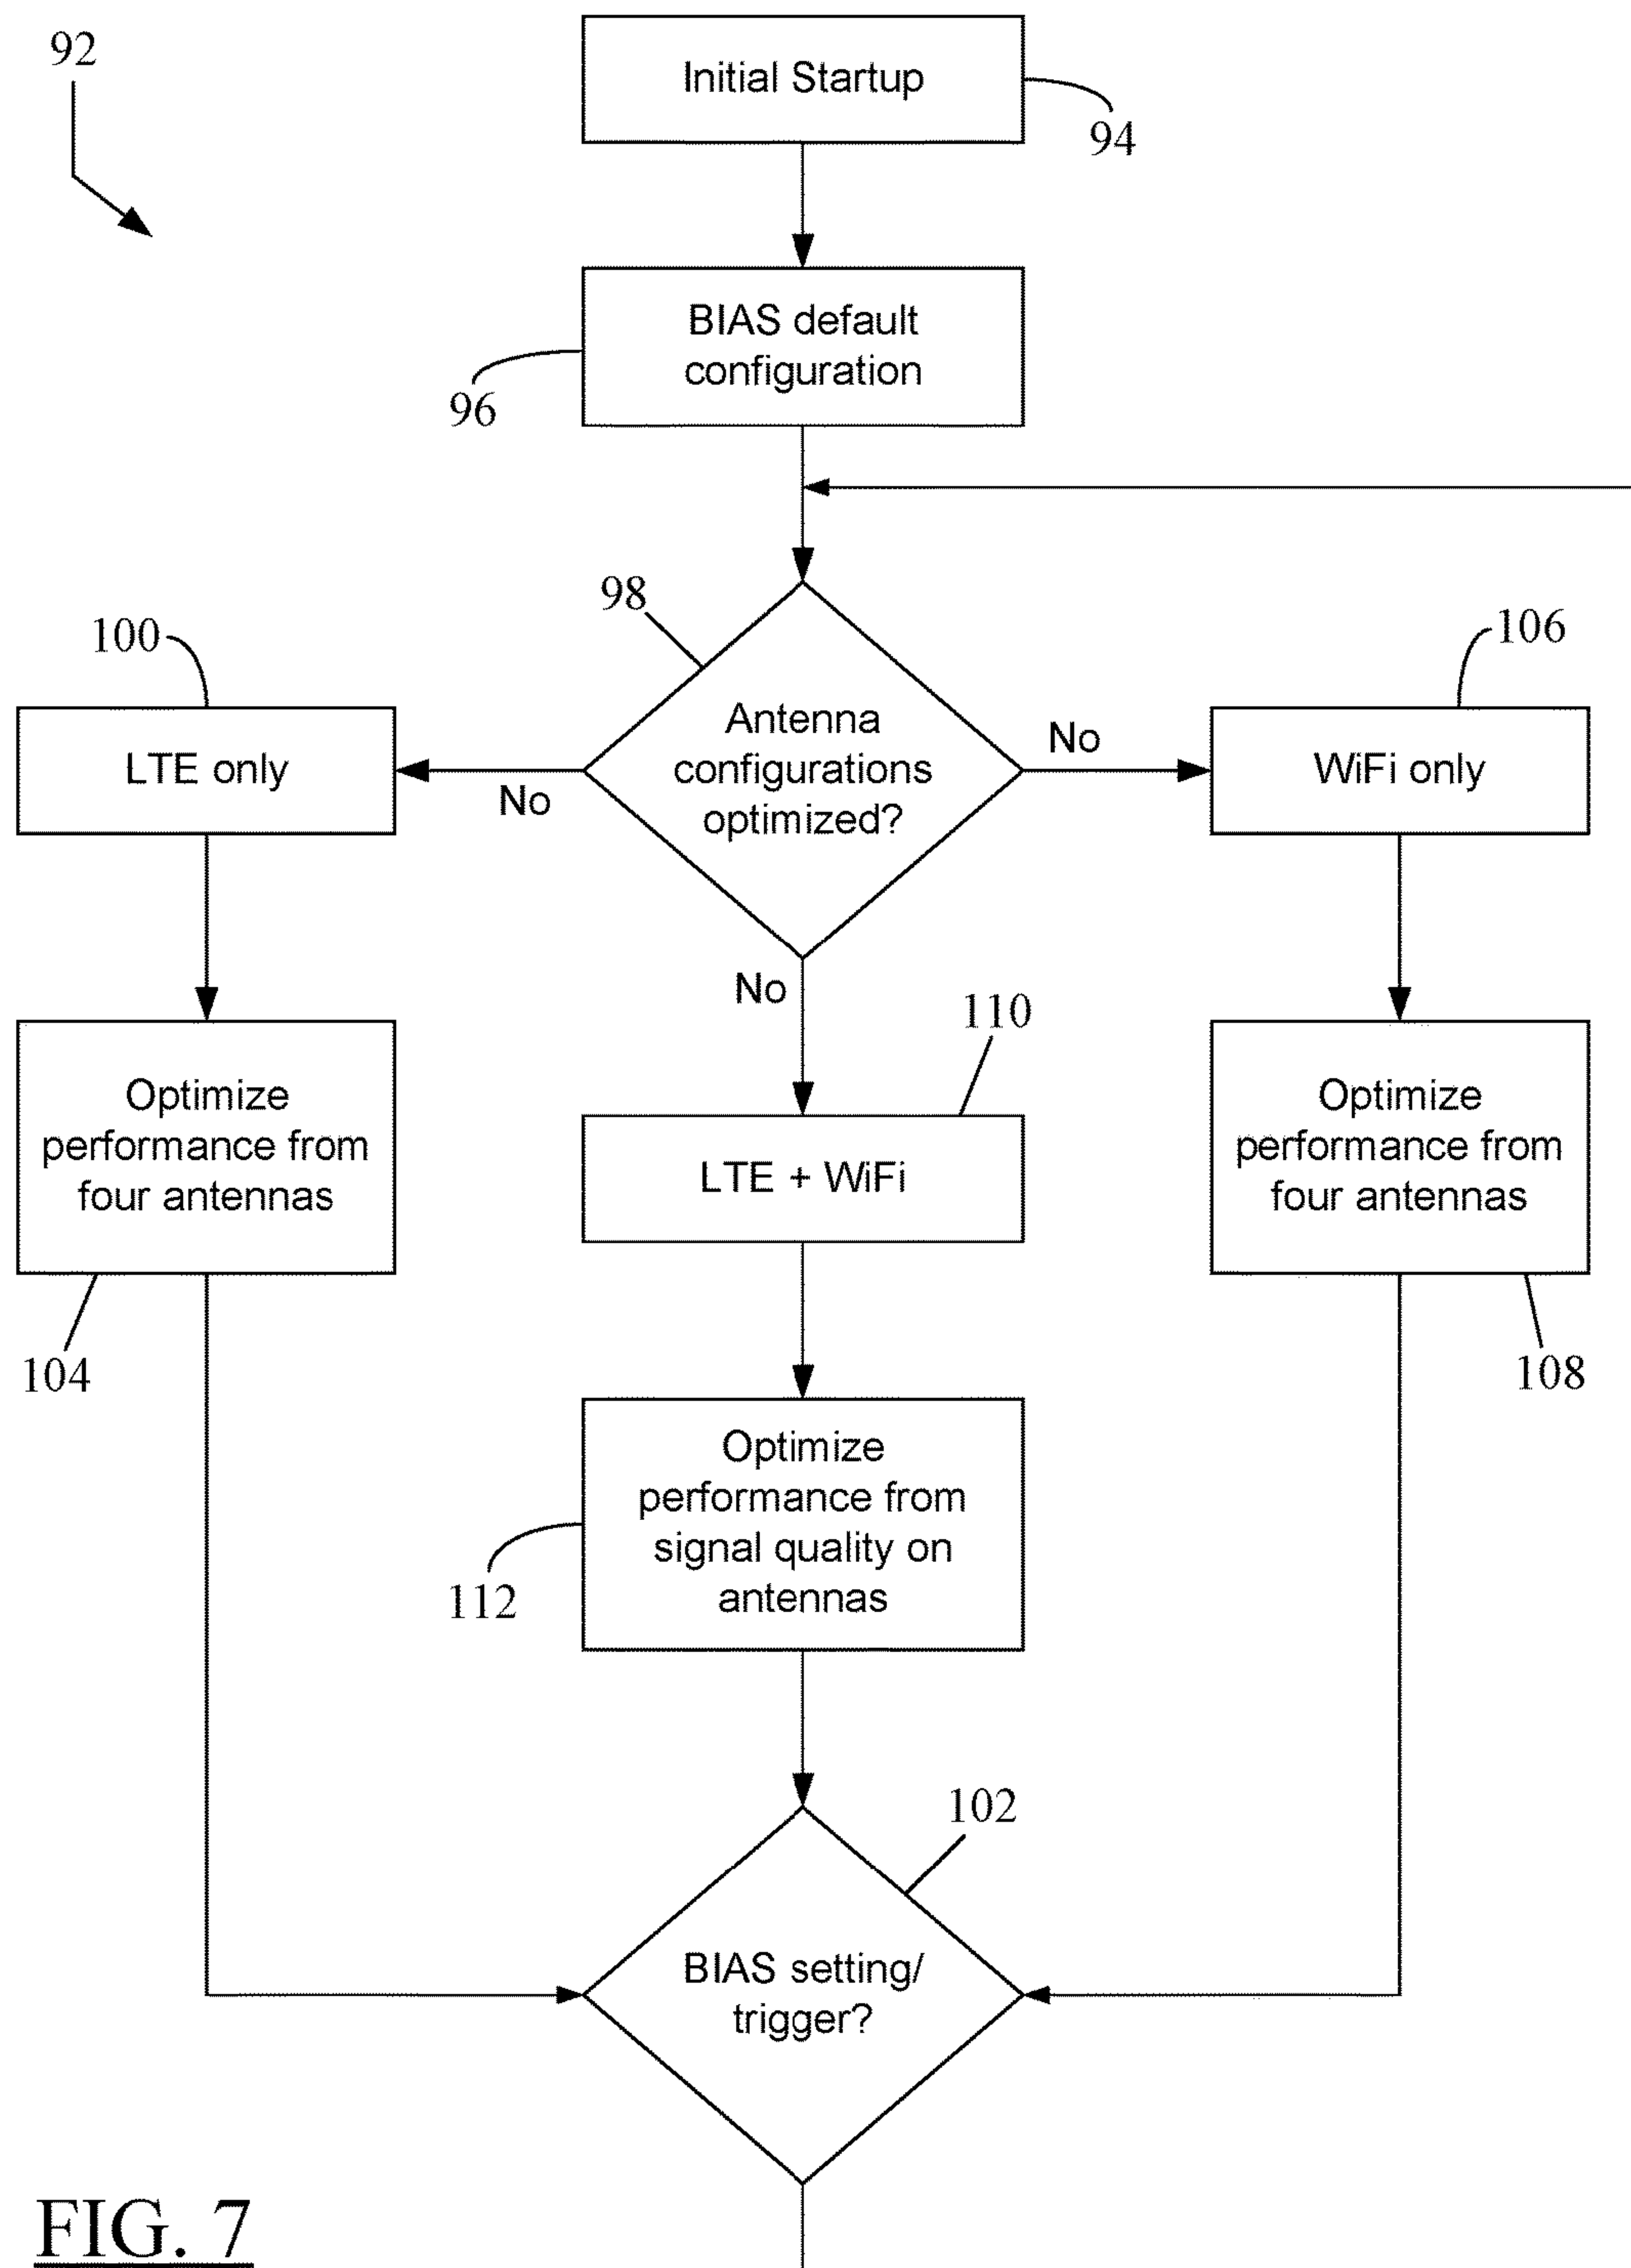 92
Initial Startup
94
BIAS default
configuration
96
98
100
106
Antenna
configurations
optimized?
No
No
No
LTE only
WiFi only
110
Optimize
performance from
four antennas
LTE + WiFi
Optimize
performance from
four antennas
104
108
Optimize
performance from
signal quality on
antennas
112
102
BIAS setting/
trigger?
FIG. 7